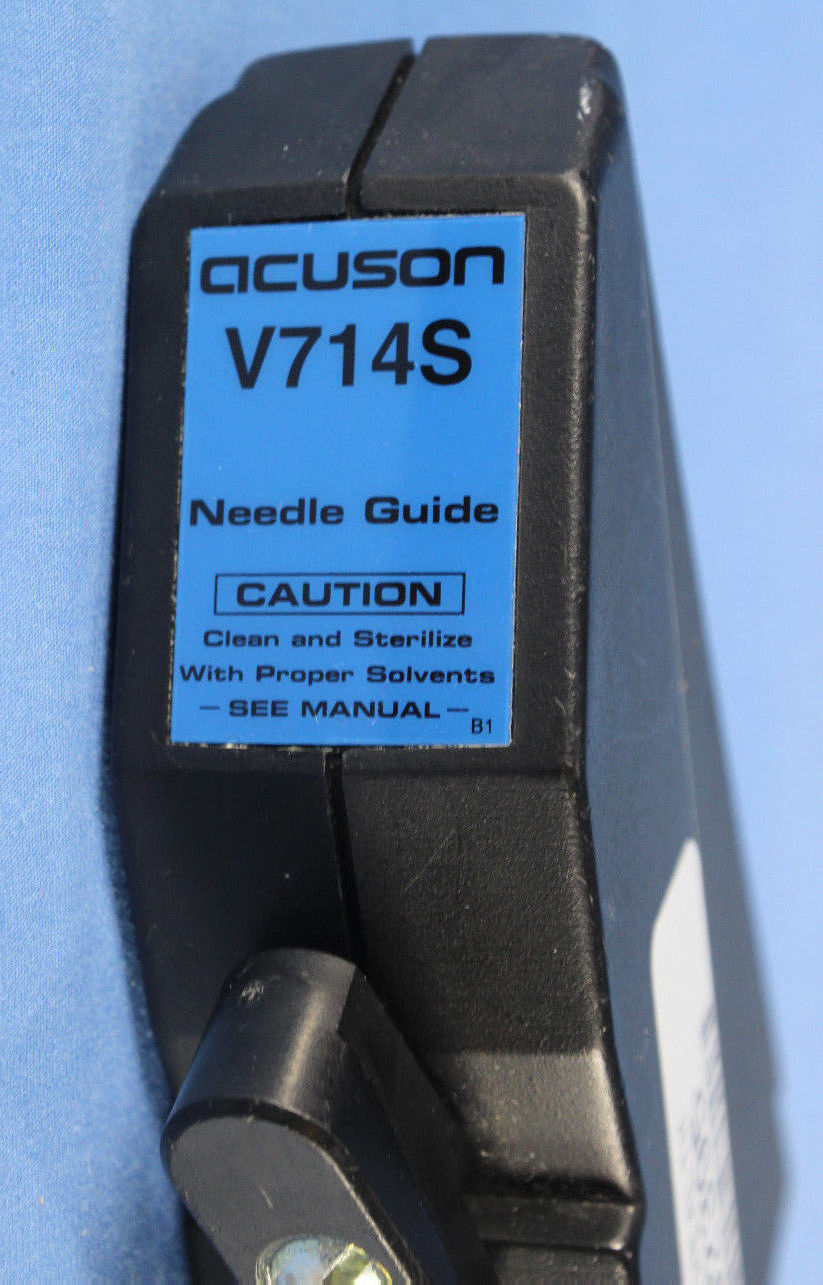 acuson
V714S
Needle Guide
CAUTION
Clean and Sterilize
With Proper Solvents
– SEE MANUAL –
B1